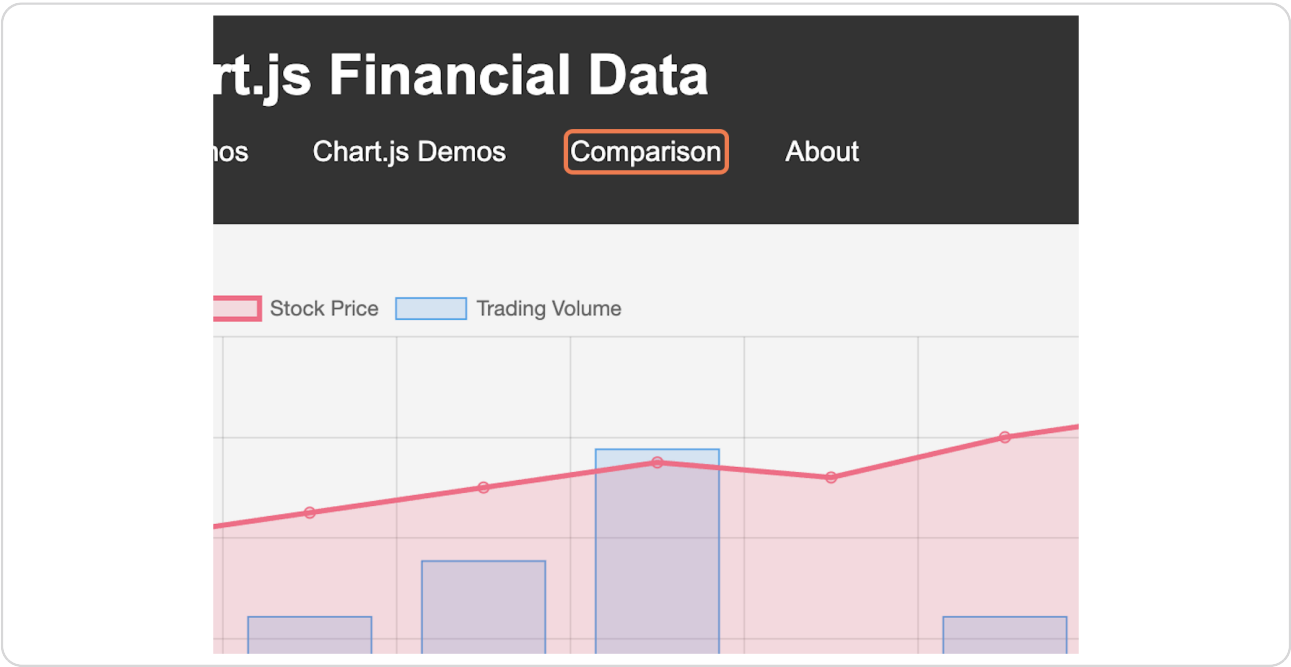 rt.js Financial Data
nos Chart.js Demos Comparison About
Stock Price Trading Volume